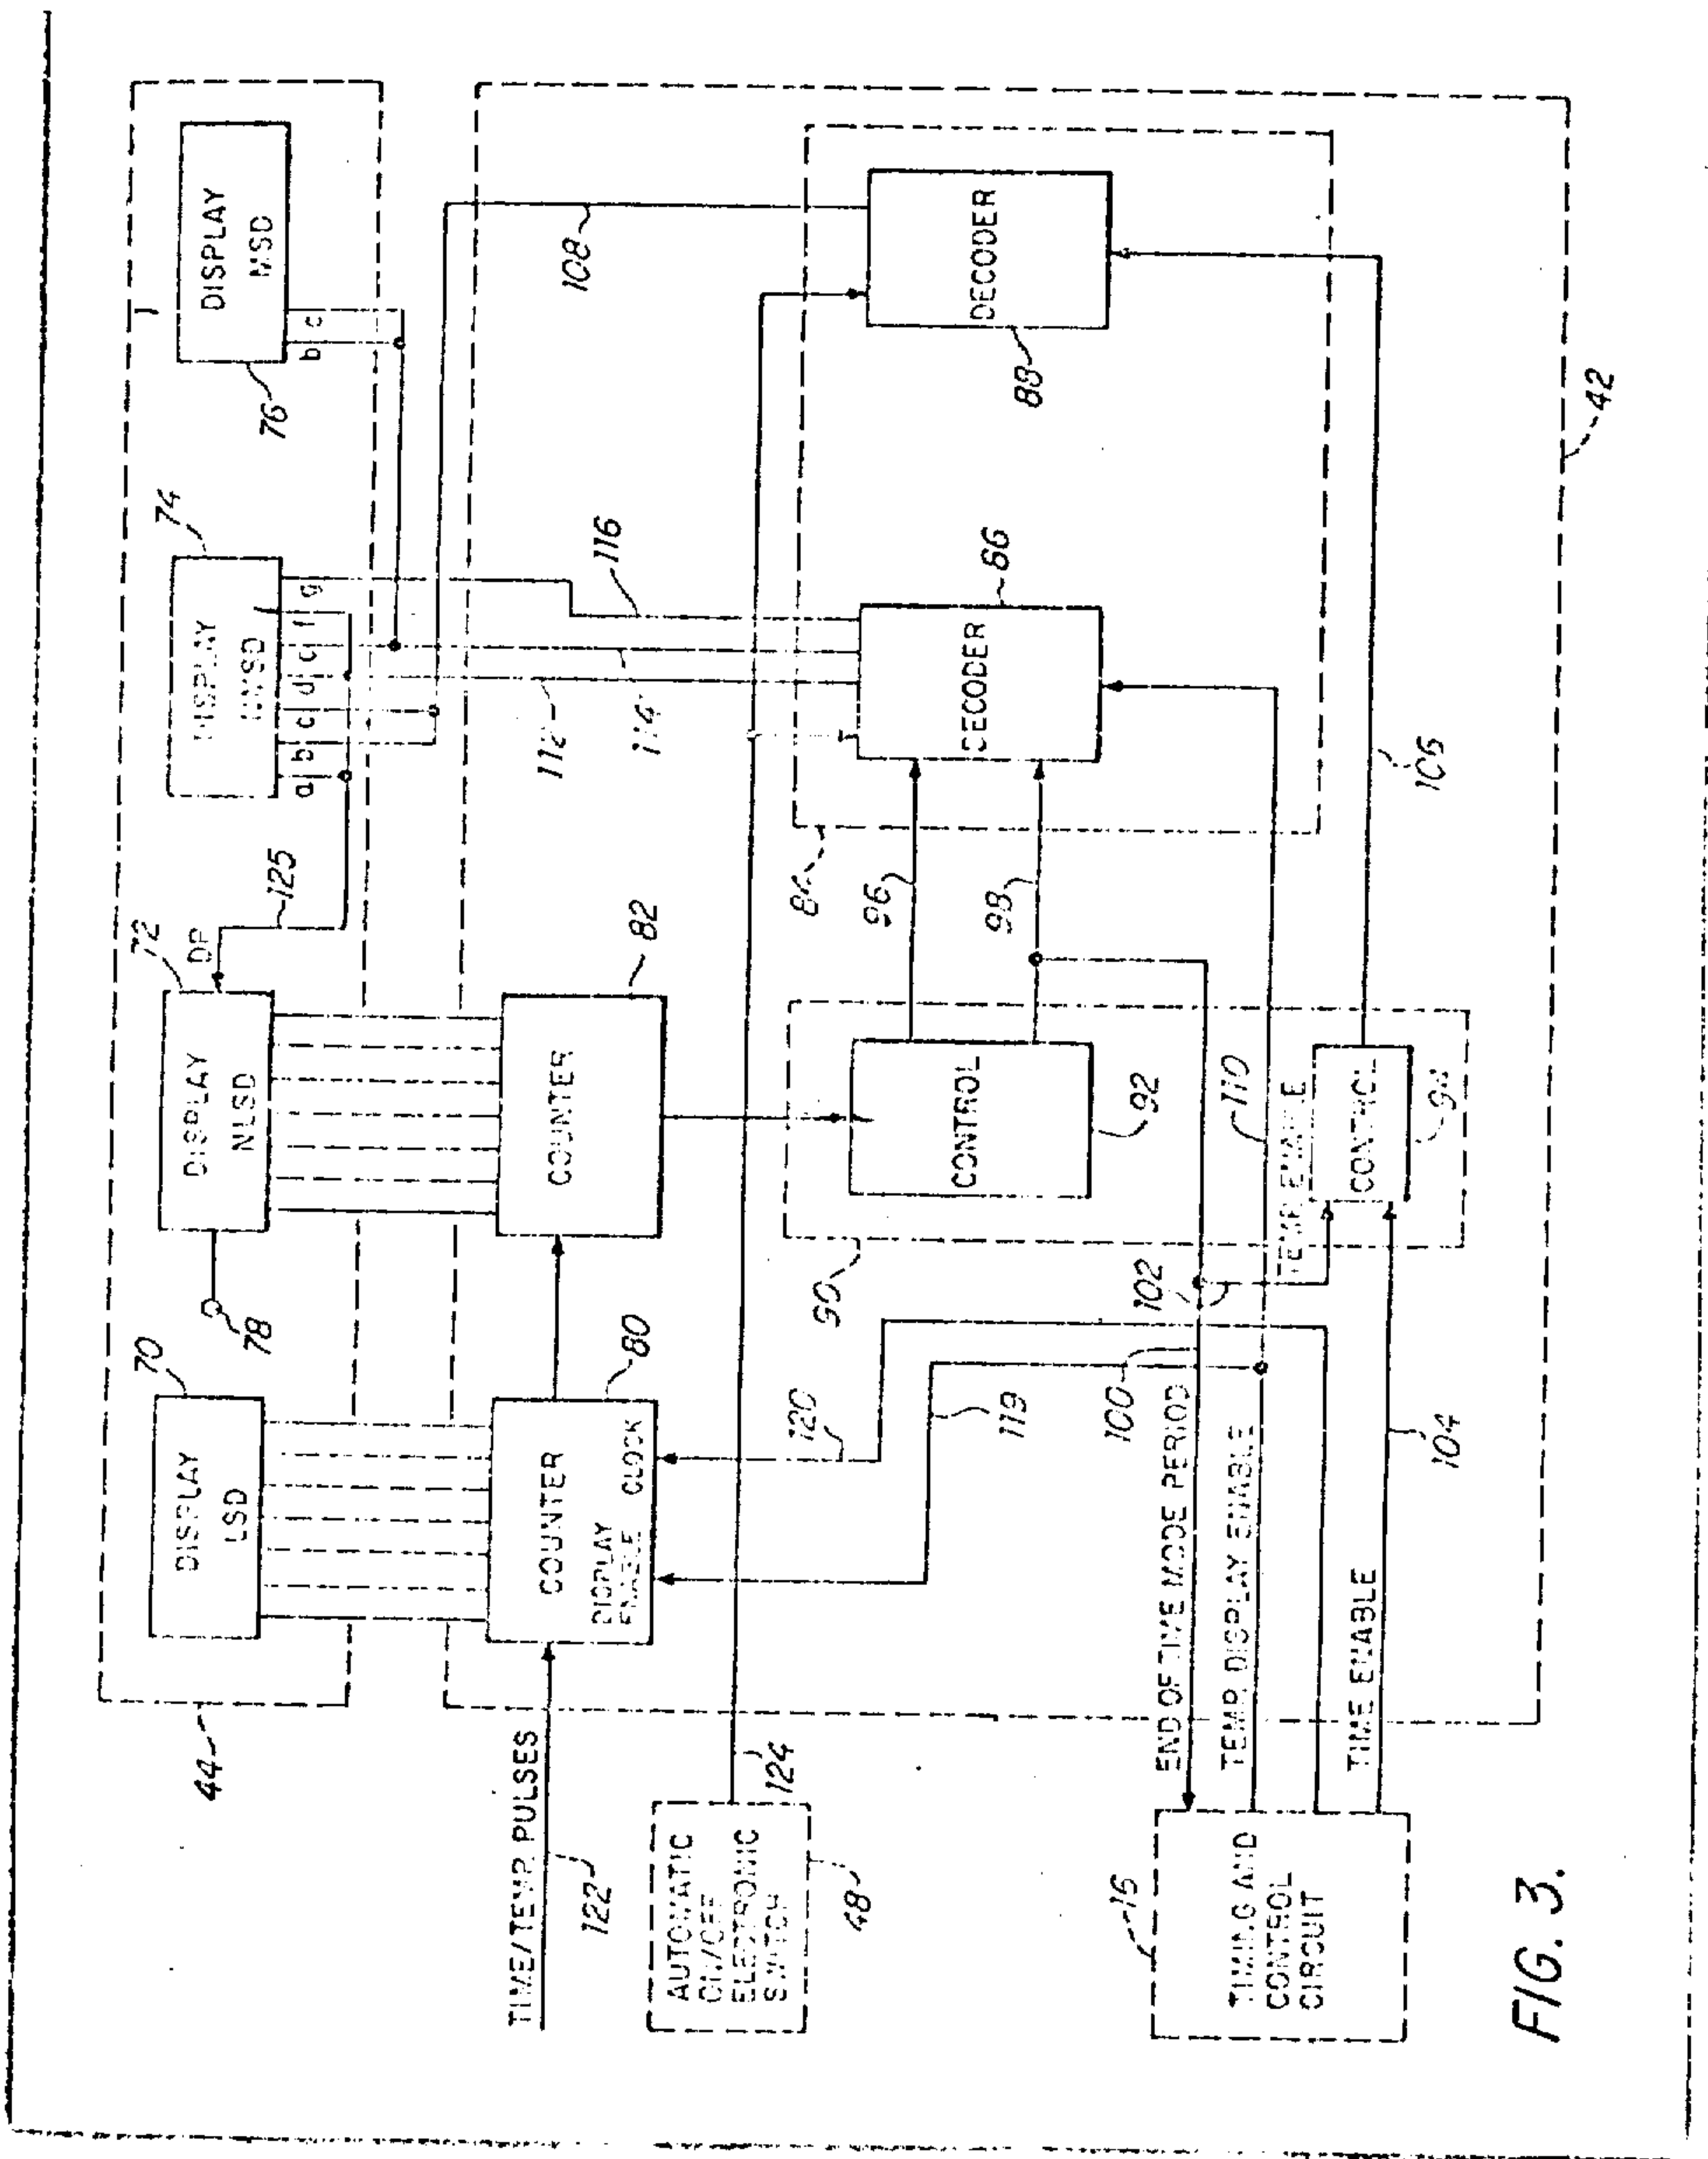 44
70
DISPLAY
LSD
78
72
DISPLAY
NLSD
DP
125
74
DISPLAY
NMSD
a b c d f g
76
DISPLAY
MSD
b c
TIME/TEMP. PULSES
122
COUNTER
DISPLAY
ENABLE
CLOCK
80
COUNTER
82
112
114
116
108
AUTOMATIC
ON/OFF
ELECTRONIC
SWITCH
124
48
120
119
90
CONTROL
92
96
98
DECODER
DECODER
88
16
TIMING AND
CONTROL
CIRCUIT
END OF TIME MODE PERIOD
100
102
TEMP. DISPLAY ENABLE
110
TEMP. ENABLE
TIME ENABLE
104
CONTROL
94
42
FIG. 3.